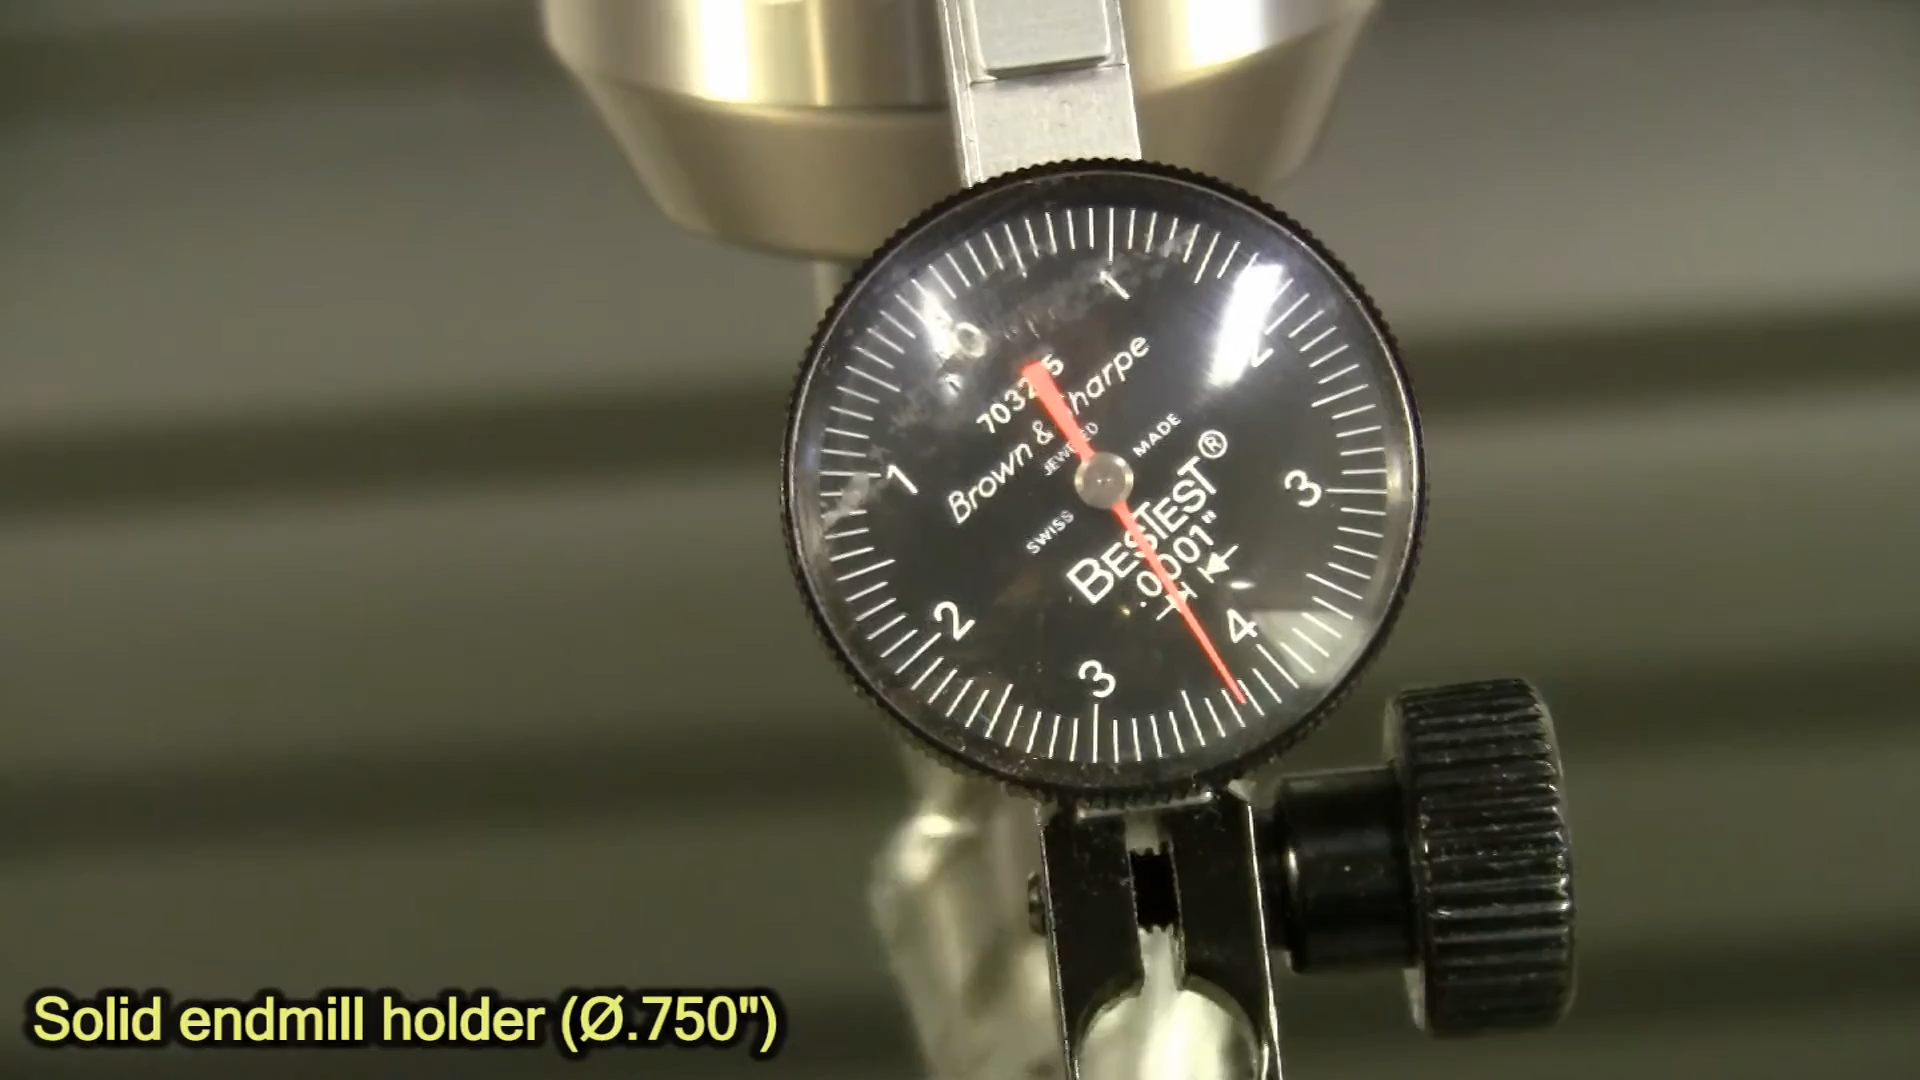 0
1
2
3
4
3
2
1
Brown & Sharpe
JEWELED
SWISS MADE
BESTEST®
.0001"
Solid endmill holder (Ø.750")